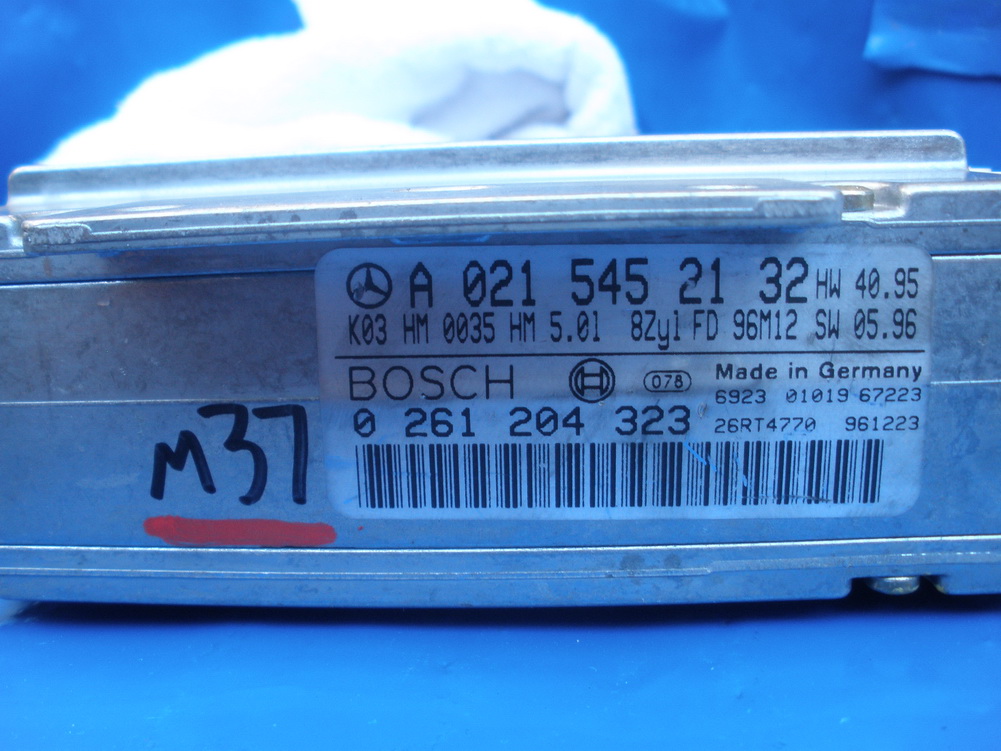 A 021 545 21 32 HW 40.95
K03 HM 0035 HM 5.01 8Zyl FD 96M12 SW 05.96
BOSCH 078 Made in Germany
6923 01019 67223
0 261 204 323 26RT4770 961223
M37